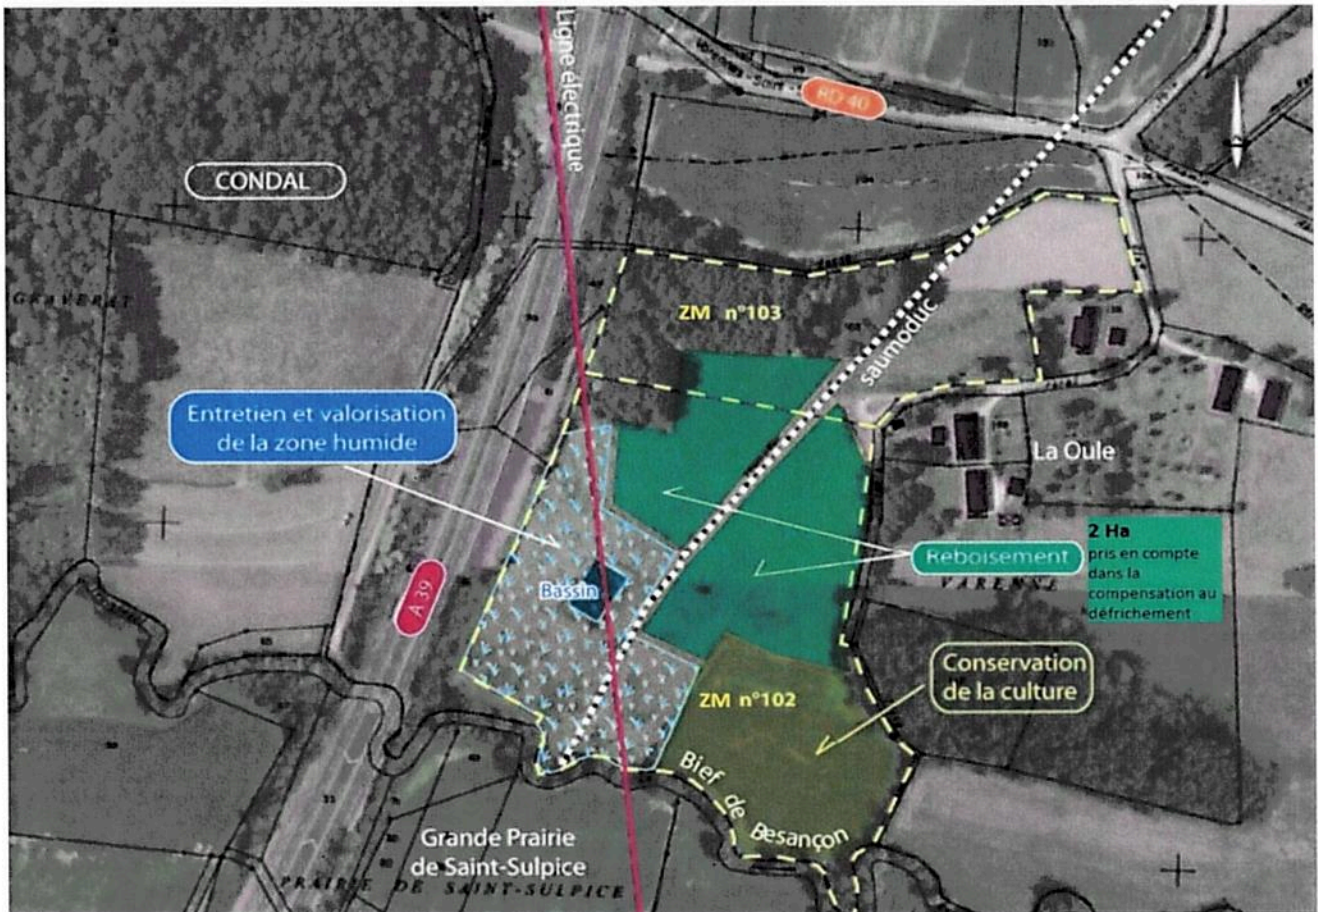 Ligne électrique
RD 40
CONDAL
GRAVERAT
ZM n°103
saumoduc
Entretien et valorisation
de la zone humide
La Oule
2 Ha
pris en compte
dans la
compensation au
défrichement
Reboisement
VARENNE
Bassin
A 39
Conservation
de la culture
ZM n°102
Bief de Besançon
Grande Prairie
de Saint-Sulpice
PRAIRIE DE SAINT-SULPICE